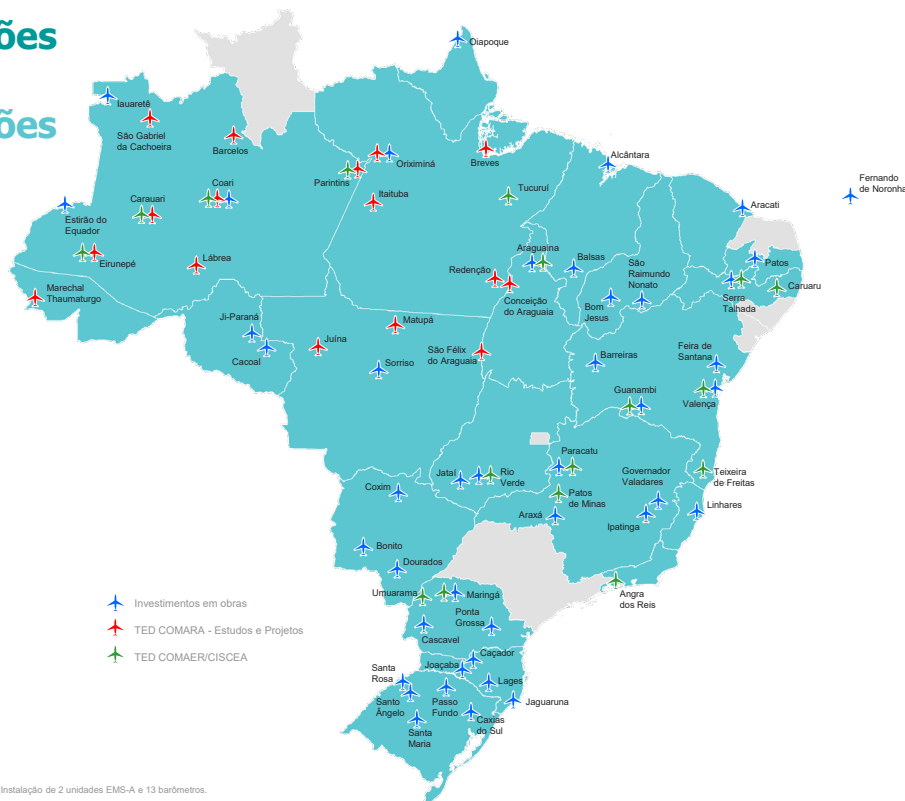 ões
ões
Oiapoque
Iauaretê
São Gabriel
da Cachoeira
Barcelos
Oriximiná
Breves
Alcântara
Fernando
de Noronha
Parintins
Itaituba
Tucuruí
Aracati
Coari
Carauari
Estirão do
Equador
Eirunepé
Lábrea
Marechal
Thaumaturgo
Redenção
Araguaina
Conceição
do Araguaia
Balsas
São
Raimundo
Nonato
Bom
Jesus
Patos
Serra
Talhada
Caruaru
Ji-Paraná
Cacoal
Juína
Matupá
Sorriso
São Félix
do Araguaia
Barreiras
Feira de
Santana
Guanambi
Valença
Paracatu
Governador
Valadares
Teixeira
de Freitas
Jataí
Rio
Verde
Patos
de Minas
Araxá
Ipatinga
Linhares
Coxim
Bonito
Dourados
Umuarama
Maringá
Ponta
Grossa
Cascavel
Angra
dos Reis
Investimentos em obras
TED COMARA - Estudos e Projetos
TED COMAER/CISCEA
Caçador
Joaçaba
Santa
Rosa
Lages
Jaguaruna
Santo
Ângelo
Passo
Fundo
Caxias
do Sul
Santa
Maria
Instalação de 2 unidades EMS-A e 13 barômetros.